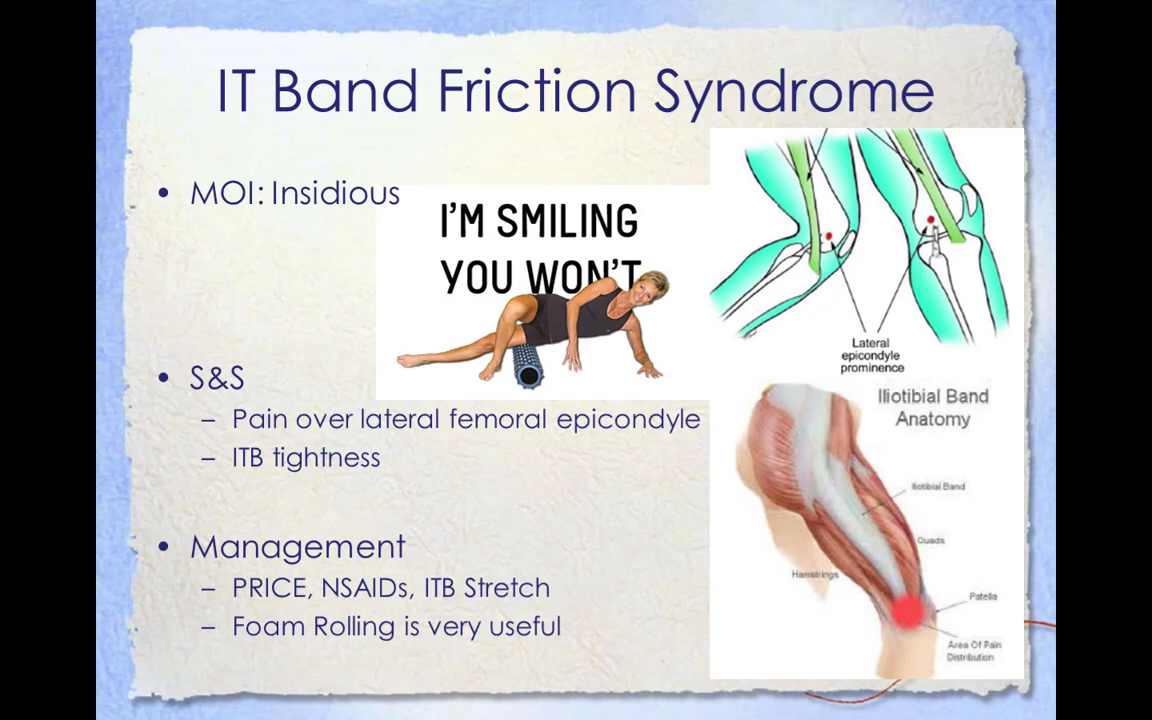 IT Band Friction Syndrome
• MOI: Insidious
I'M SMILING
YOU WON'T
• S&S
– Pain over lateral femoral epicondyle
– ITB tightness
• Management
– PRICE, NSAIDs, ITB Stretch
– Foam Rolling is very useful
Lateral
epicondyle
prominence
Iliotibial Band
Anatomy
Iliotibial Band
Quads
Hamstrings
Patella
Area Of Pain
Distribution